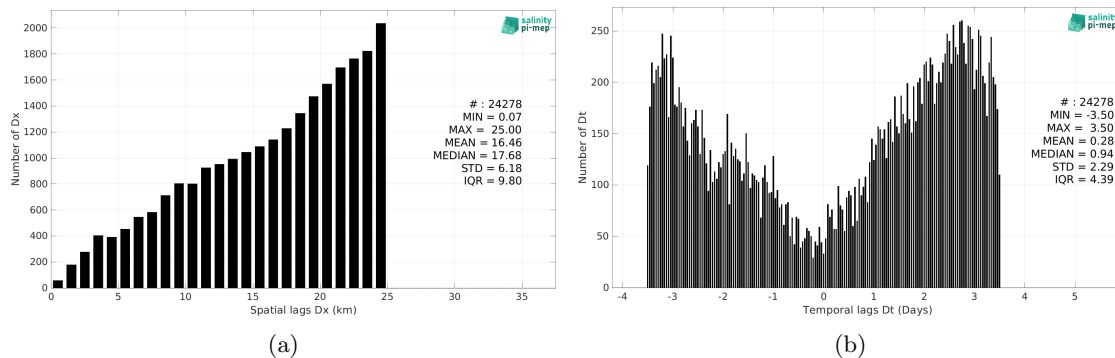 2000
1800
1600
1400
1200
1000
800
600
400
200
0
Number of Dx
0 5 10 15 20 25 30 35
Spatial lags Dx (km)
salinity
pi-mep
# : 24278
MIN = 0.07
MAX = 25.00
MEAN = 16.46
MEDIAN = 17.68
STD = 6.18
IQR = 9.80
(a)
250
200
150
100
50
0
Number of Dt
-4 -3 -2 -1 0 1 2 3 4 5
Temporal lags Dt (Days)
salinity
pi-mep
# : 24278
MIN = -3.50
MAX = 3.50
MEAN = 0.28
MEDIAN = 0.94
STD = 2.29
IQR = 4.39
(b)